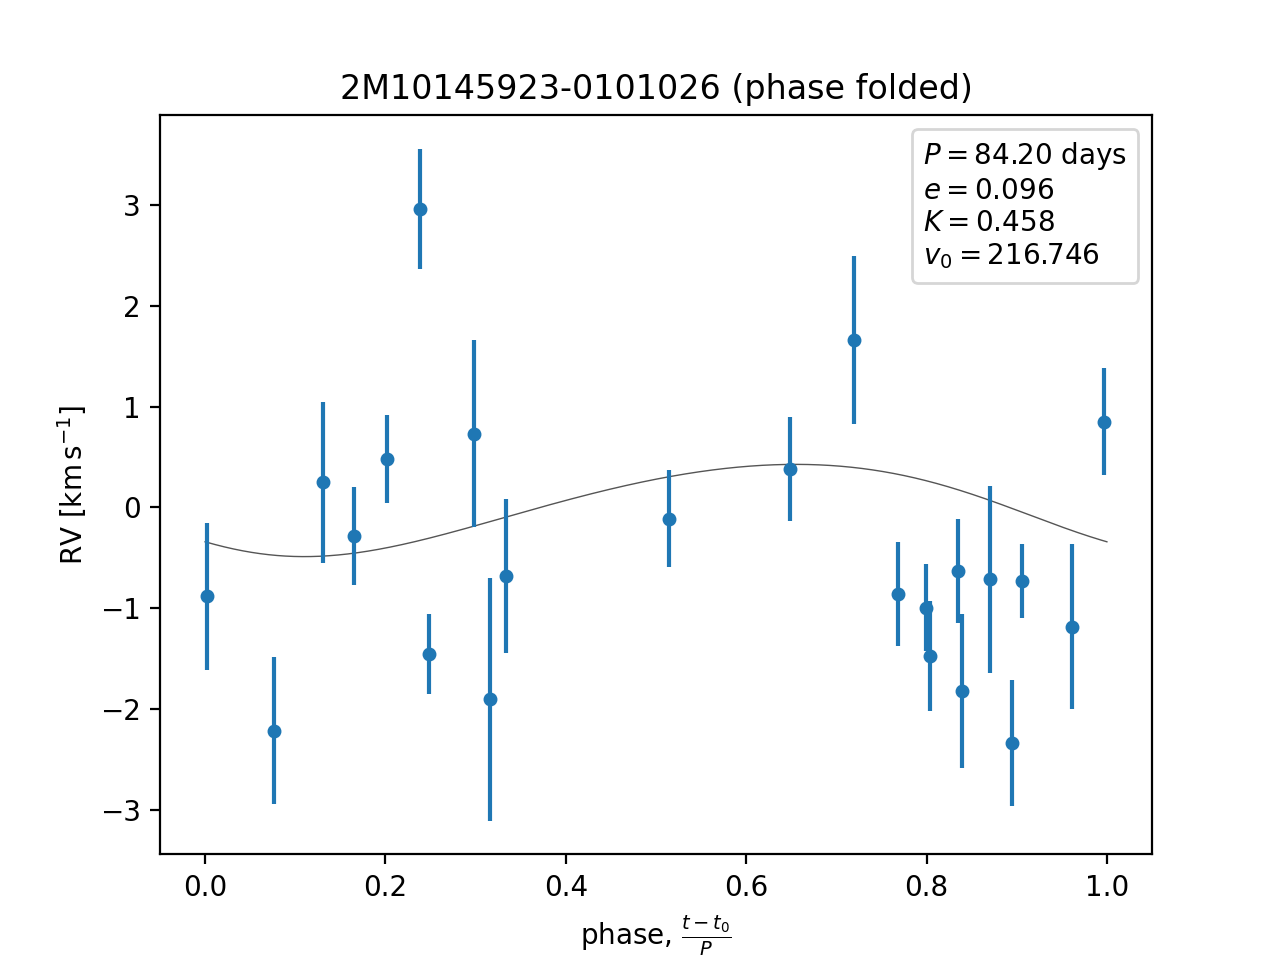 2M10145923-0101026 (phase folded)
P = 84.20 days
e = 0.096
K = 0.458
v₀ = 216.746
RV [km s⁻¹]
3
2
1
0
−1
−2
−3
0.0 0.2 0.4 0.6 0.8 1.0
phase, (t − t₀)/P